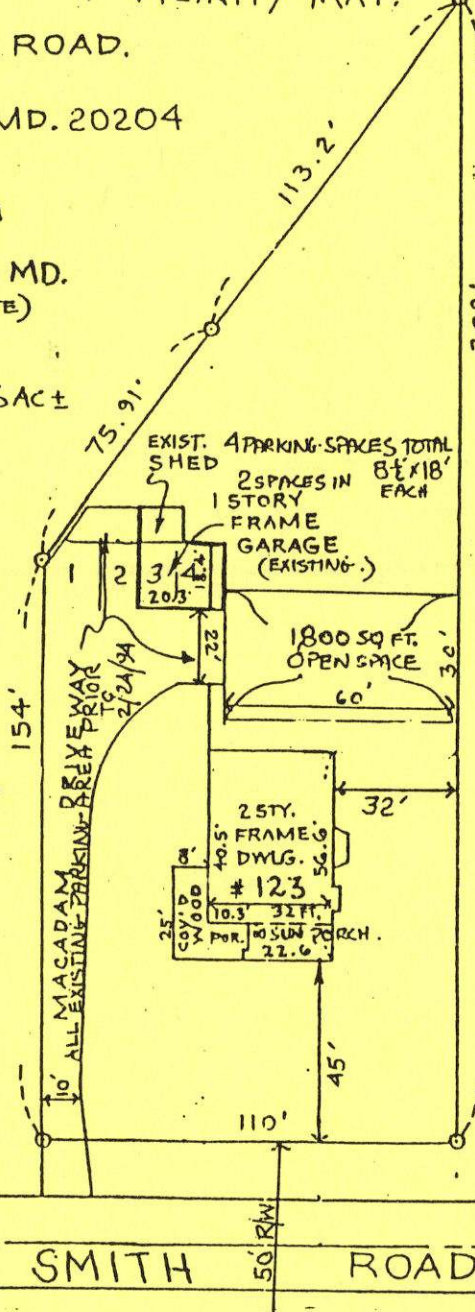 ROAD.
MD. 20204
MD.
113.2'
75.91'
EXIST. SHED
4 PARKING SPACES TOTAL
8½'X18' EACH
2 SPACES IN
1 STORY
FRAME
GARAGE
(EXISTING.)
1 2 3 4
18.4'
20.3'
22'
1800 SQ FT.
OPEN SPACE
30'
60'
154'
ALL MACADAM DRIVEWAY
EXISTING PARKING AREA PRIOR
TO
2/24/94
32'
2 STY.
FRAME
DWLG.
# 123
40.5'
56.6'
8'
25'
COV'D
WOOD
POR.
10.3'
32 FT.
SUN PORCH.
22.6
45'
10'
110'
50' R/W
SMITH ROAD